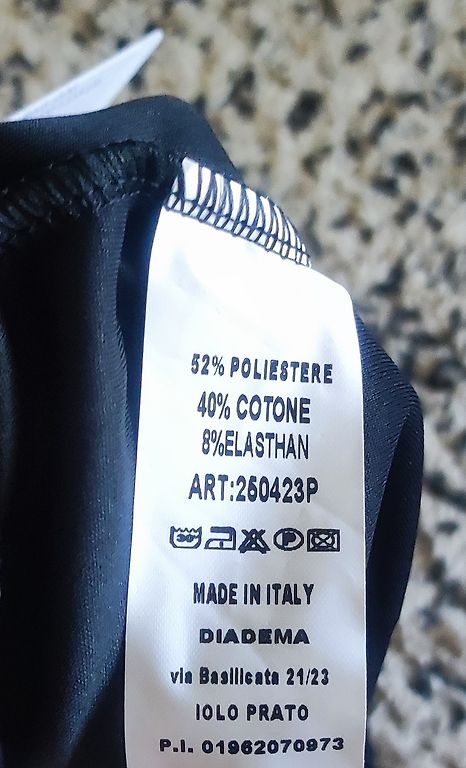 52% POLIESTERE
40% COTONE
8%ELASTHAN
ART:250423P
30° P
MADE IN ITALY
DIADEMA
via Basilicata 21/23
IOLO PRATO
P.I. 01962070973